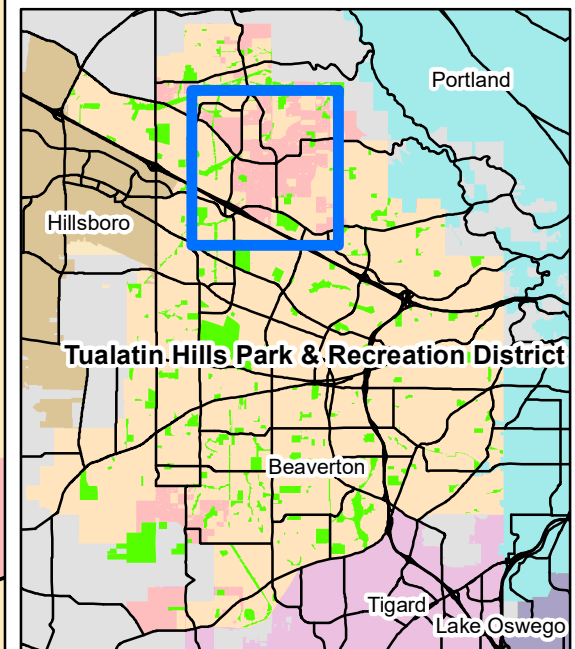 Portland
Hillsboro
Tualatin Hills Park & Recreation District
Beaverton
Tigard
Lake Oswego